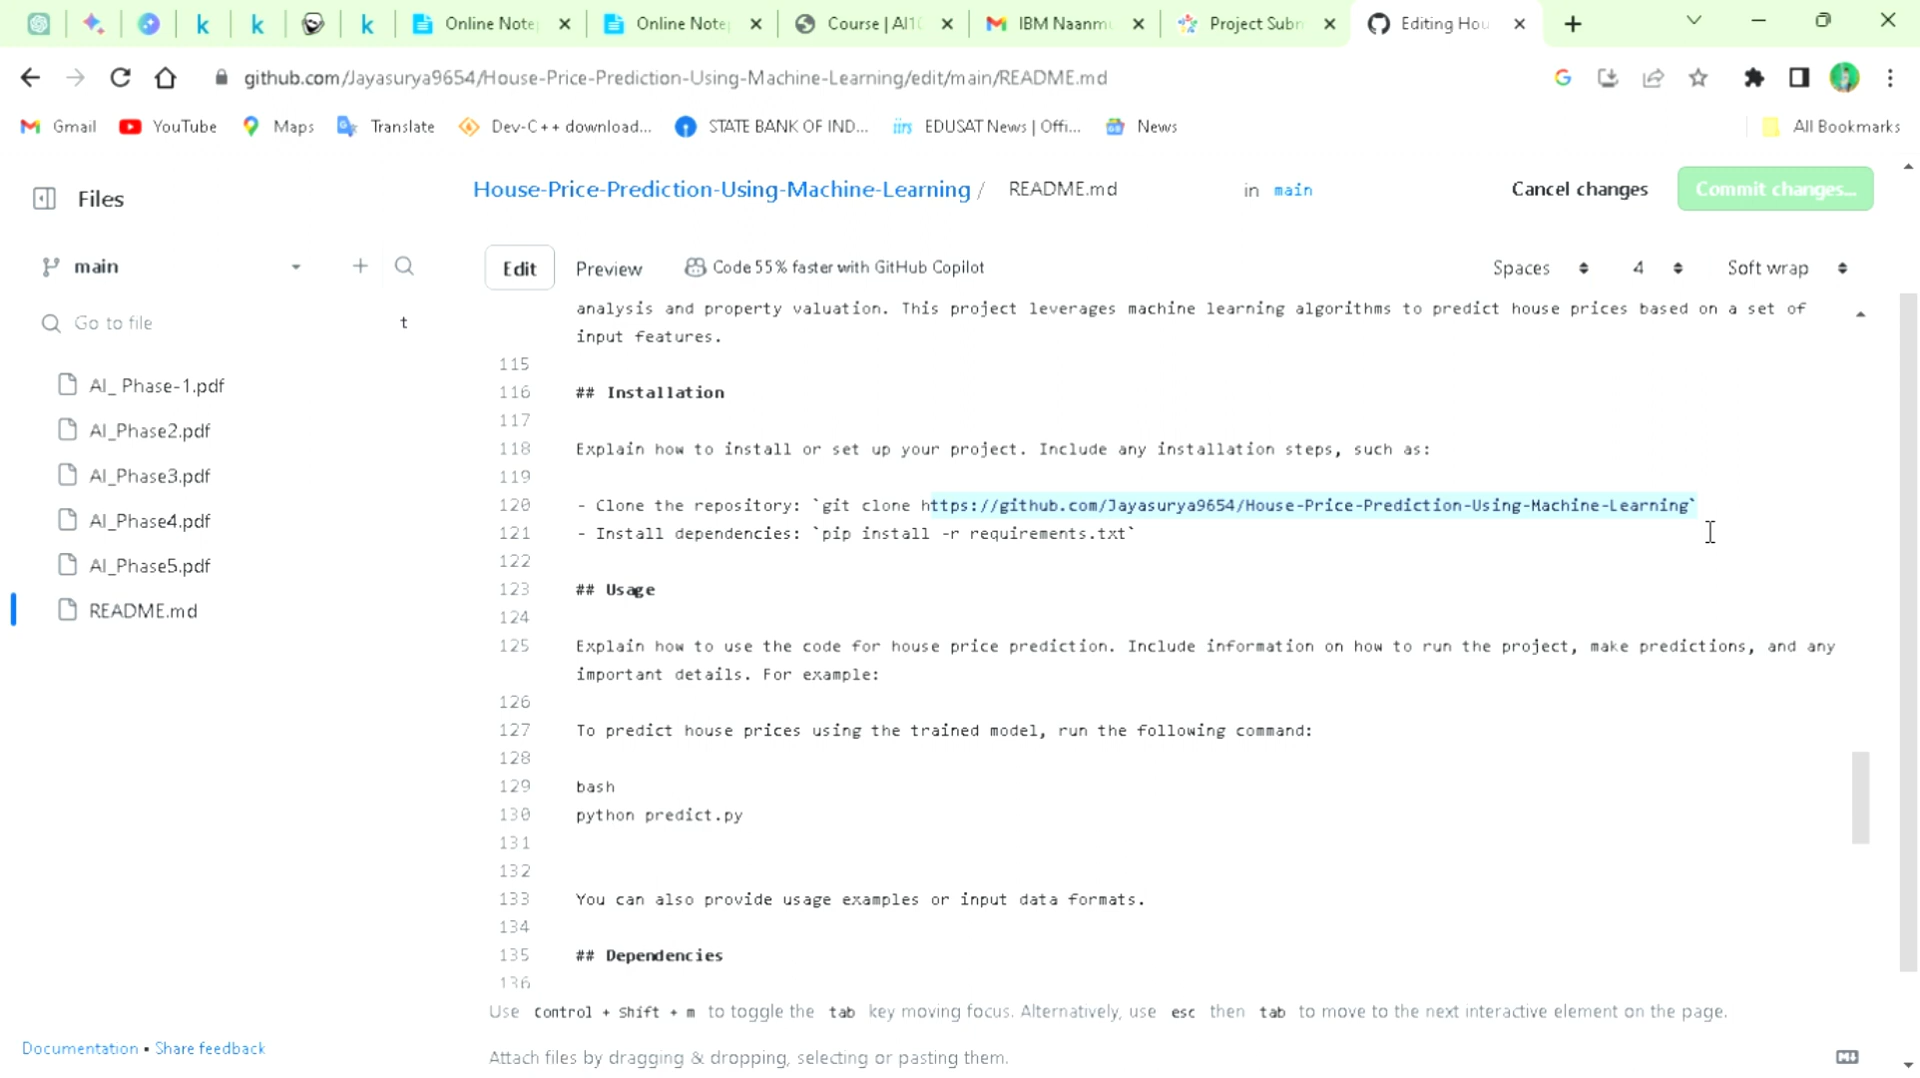 Online Note
Online Note
Course | AI1
IBM Naanm
Project Subm
Editing Hou
github.com/Jayasurya9654/House-Price-Prediction-Using-Machine-Learning/edit/main/README.md
Gmail
YouTube
Maps
Translate
Dev-C++ download...
STATE BANK OF IND...
EDUSAT News | Offi...
News
All Bookmarks
Files
House-Price-Prediction-Using-Machine-Learning / README.md in main
Cancel changes
Commit changes...
main
Edit
Preview
Code 55% faster with GitHub Copilot
Spaces
4
Soft wrap
Go to file
t
AI_ Phase-1.pdf
AI_Phase2.pdf
AI_Phase3.pdf
AI_Phase4.pdf
AI_Phase5.pdf
README.md
analysis and property valuation. This project leverages machine learning algorithms to predict house prices based on a set of
input features.
115
116 ## Installation
117
118 Explain how to install or set up your project. Include any installation steps, such as:
119
120 - Clone the repository: `git clone https://github.com/Jayasurya9654/House-Price-Prediction-Using-Machine-Learning`
121 - Install dependencies: `pip install -r requirements.txt`
122
123 ## Usage
124
125 Explain how to use the code for house price prediction. Include information on how to run the project, make predictions, and any
important details. For example:
126
127 To predict house prices using the trained model, run the following command:
128
129 bash
130 python predict.py
131
132
133 You can also provide usage examples or input data formats.
134
135 ## Dependencies
136
Use Control + Shift + m to toggle the tab key moving focus. Alternatively, use esc then tab to move to the next interactive element on the page.
Documentation • Share feedback
Attach files by dragging & dropping, selecting or pasting them.